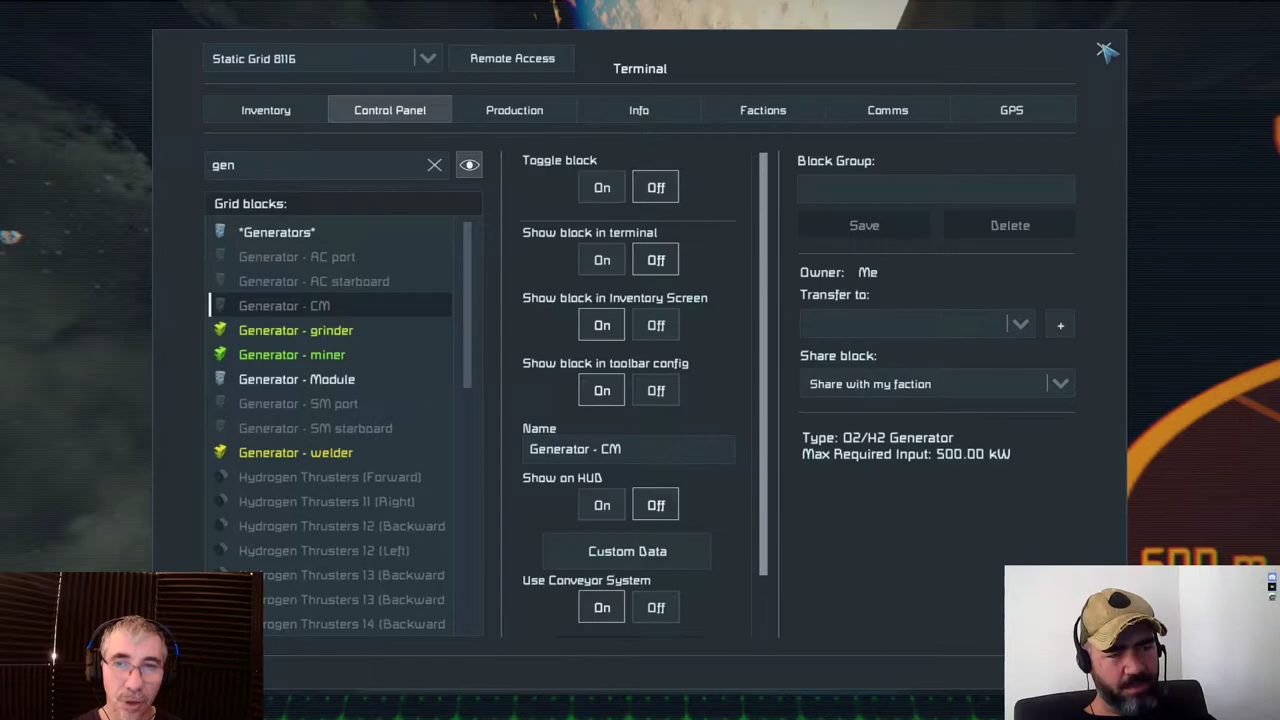 Static Grid 8116
Remote Access
Terminal
Inventory
Control Panel
Production
Info
Factions
Comms
GPS
gen
Grid blocks:
*Generators*
Generator - AC port
Generator - AC starboard
Generator - CM
Generator - grinder
Generator - miner
Generator - Module
Generator - SM port
Generator - SM starboard
Generator - welder
Hydrogen Thrusters (Forward)
Hydrogen Thrusters 11 (Right)
Hydrogen Thrusters 12 (Backward
Hydrogen Thrusters 12 (Left)
Hydrogen Thrusters 13 (Backward
Hydrogen Thrusters 13 (Backward
Hydrogen Thrusters 14 (Backward
Toggle block
On Off
Show block in terminal
On Off
Show block in Inventory Screen
On Off
Show block in toolbar config
On Off
Name
Generator - CM
Show on HUD
On Off
Custom Data
Use Conveyor System
On Off
Block Group:
Save
Delete
Owner: Me
Transfer to:
+
Share block:
Share with my faction
Type: O2/H2 Generator
Max Required Input: 500.00 kW
600 m